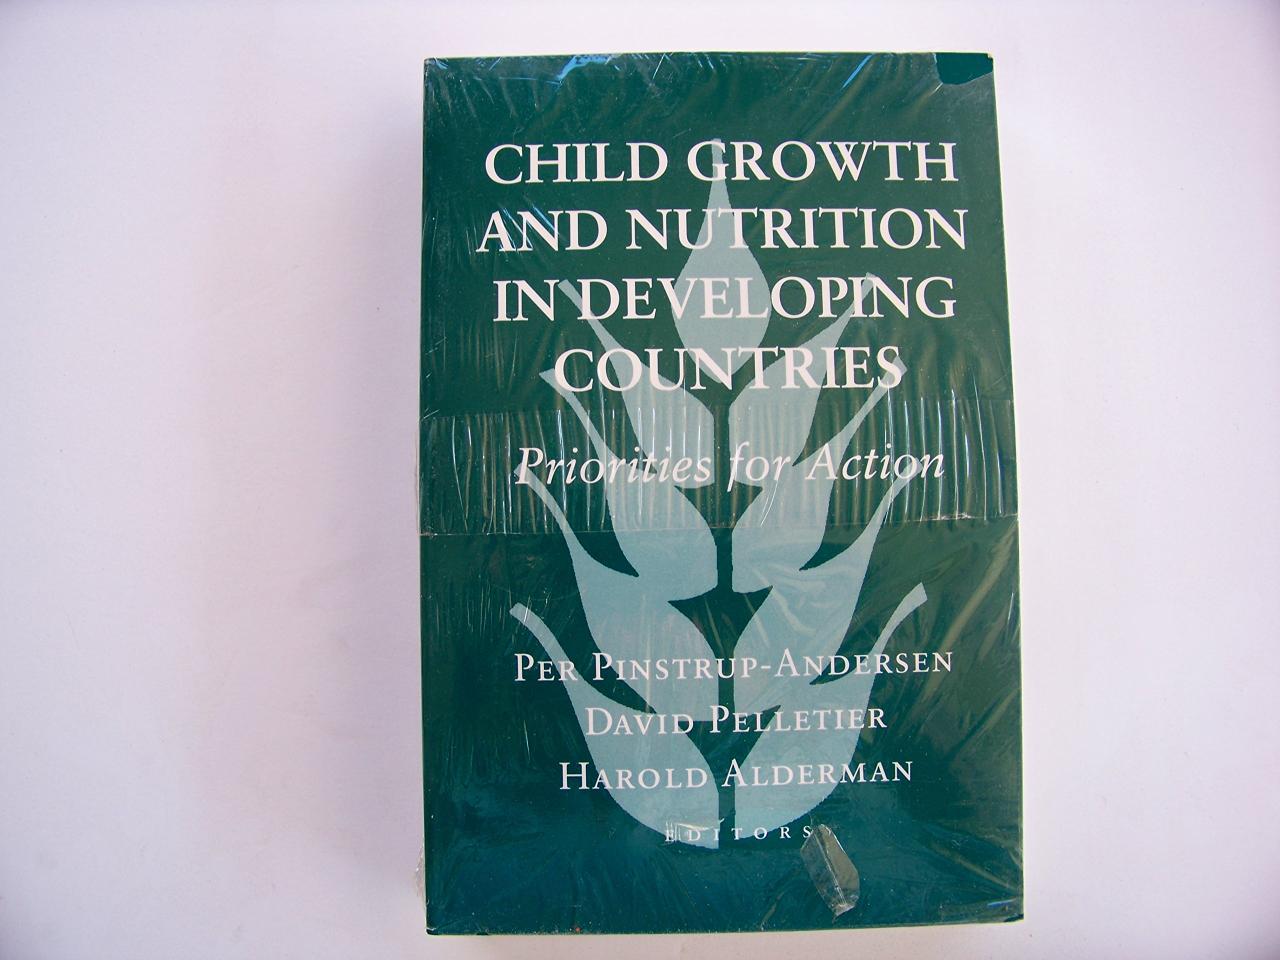 CHILD GROWTH
AND NUTRITION
IN DEVELOPING
COUNTRIES
Priorities for Action
PER PINSTRUP-ANDERSEN
DAVID PELLETIER
HAROLD ALDERMAN
EDITORS